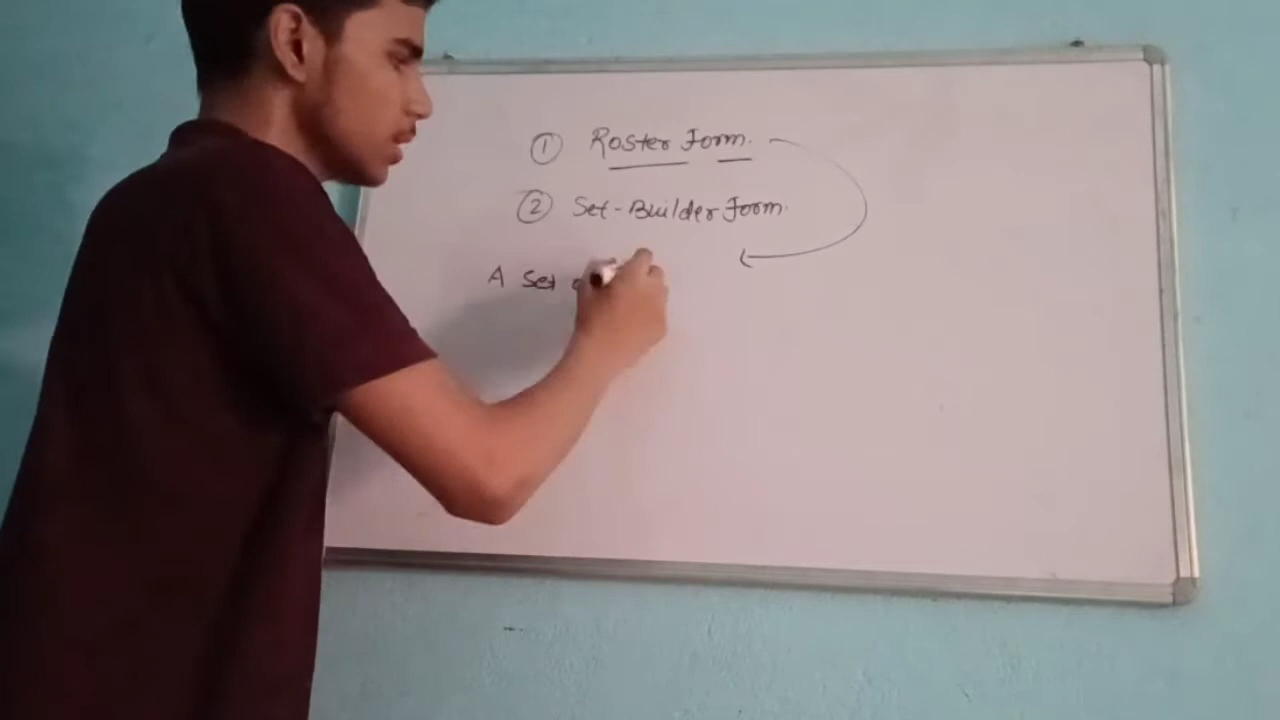 ① Roster Form.
② Set-Builder Form.
A Set